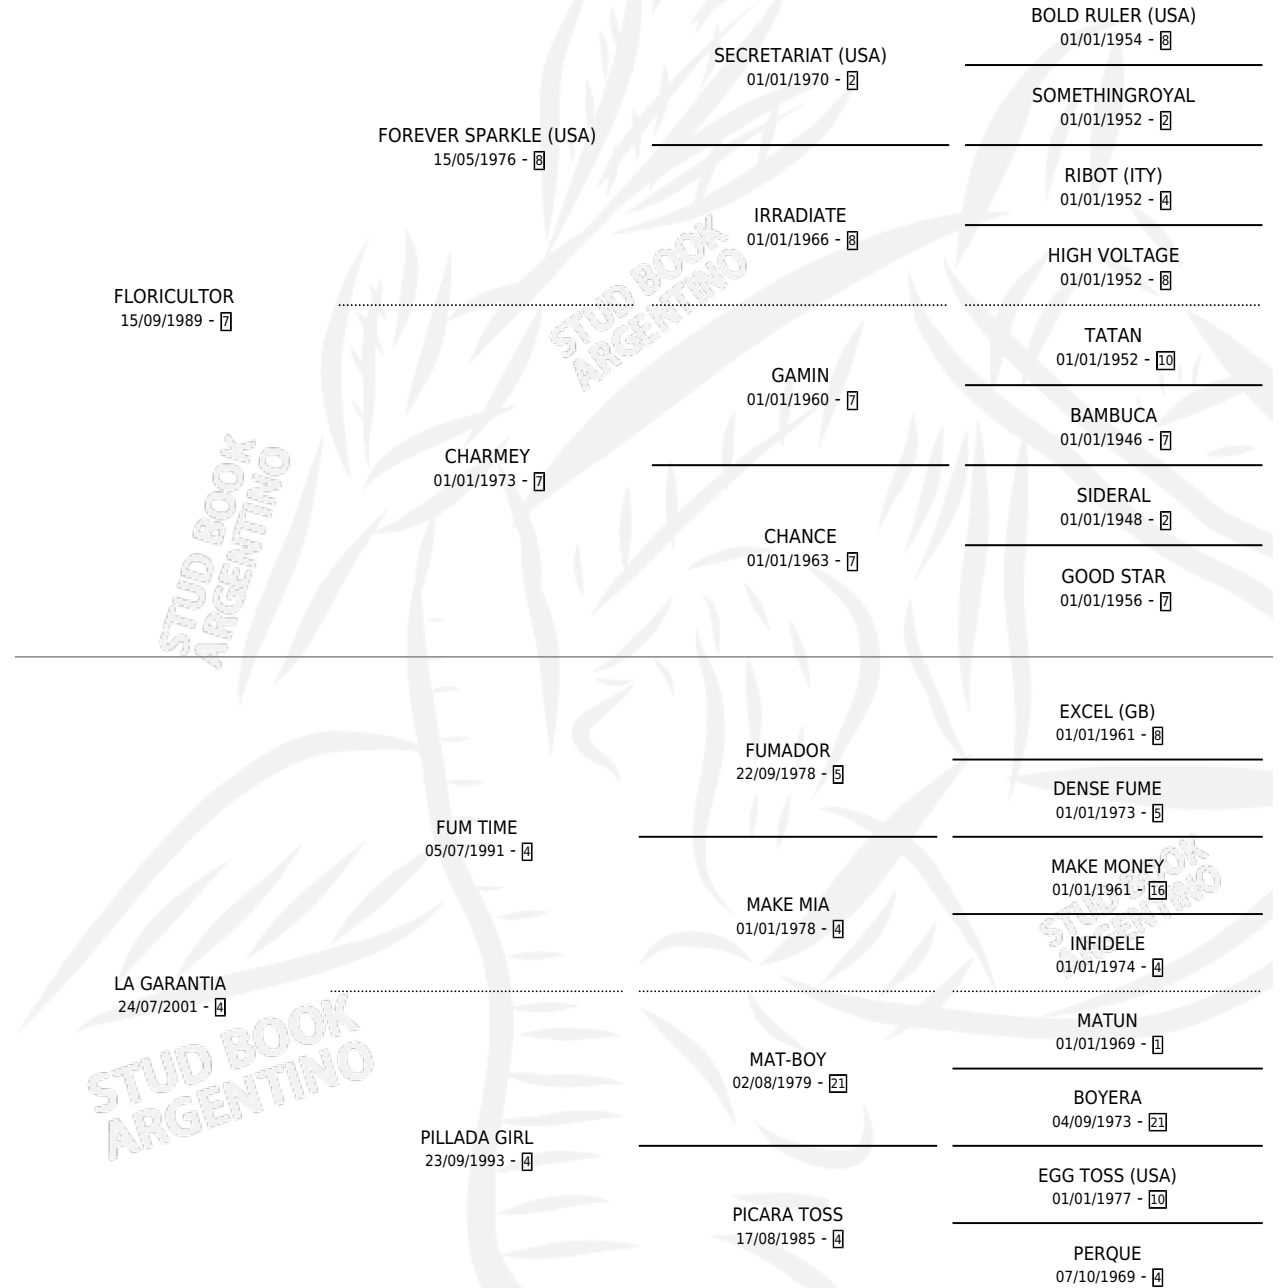 BOLD RULER (USA)
01/01/1954 - 8
SECRETARIAT (USA)
01/01/1970 - 2
SOMETHINGROYAL
01/01/1952 - 2
FOREVER SPARKLE (USA)
15/05/1976 - 8
RIBOT (ITY)
01/01/1952 - 4
IRRADIATE
01/01/1966 - 8
HIGH VOLTAGE
01/01/1952 - 8
FLORICULTOR
15/09/1989 - 7
TATAN
01/01/1952 - 10
GAMIN
01/01/1960 - 7
BAMBUCA
01/01/1946 - 7
CHARMEY
01/01/1973 - 7
SIDERAL
01/01/1948 - 2
CHANCE
01/01/1963 - 7
GOOD STAR
01/01/1956 - 7
STUD BOOK
ARGENTINO
STUD BOOK
ARGENTINO
EXCEL (GB)
01/01/1961 - 8
FUMADOR
22/09/1978 - 5
DENSE FUME
01/01/1973 - 5
FUM TIME
05/07/1991 - 4
MAKE MONEY
01/01/1961 - 16
MAKE MIA
01/01/1978 - 4
INFIDELE
01/01/1974 - 4
STUD BOOK
ARGENTINO
LA GARANTIA
24/07/2001 - 4
MATUN
01/01/1969 - 1
MAT-BOY
02/08/1979 - 21
BOYERA
04/09/1973 - 21
PILLADA GIRL
23/09/1993 - 4
EGG TOSS (USA)
01/01/1977 - 10
PICARA TOSS
17/08/1985 - 4
PERQUE
07/10/1969 - 4
STUD BOOK
ARGENTINO